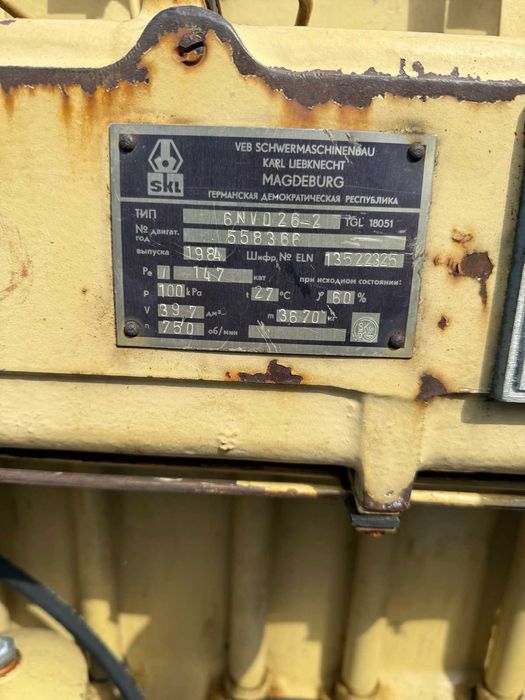 VEB SCHWERMASCHINENBAU
KARL LIEBKNECHT
MAGDEBURG
SKL
ГЕРМАНСКАЯ ДЕМОКРАТИЧЕСКАЯ РЕСПУБЛИКА
ТИП 6NVD26-2 TGL 18051
№ двигат. 558366
год
выпуска 1984 Шифр. № ELN 13522325
Pe / 147 квт при исходном состоянии:
p 100 kPa t 27 °C φ 60 %
V 39,7 дм³ m 3670 кг
n 750 об/мин